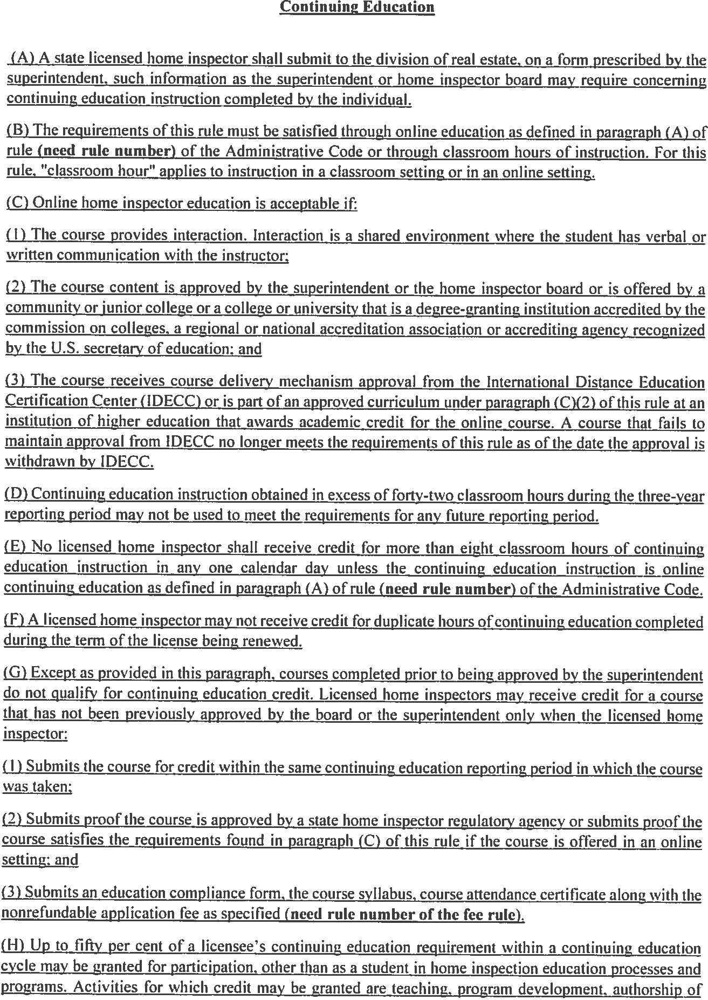 Continuing Education
(A) A state licensed home inspector shall submit to the division of real estate, on a form prescribed by the
superintendent, such information as the superintendent or home inspector board may require concerning
continuing education instruction completed by the individual.
(B) The requirements of this rule must be satisfied through online education as defined in paragraph (A) of
rule (need rule number) of the Administrative Code or through classroom hours of instruction. For this
rule, "classroom hour" applies to instruction in a classroom setting or in an online setting.
(C) Online home inspector education is acceptable if:
(1) The course provides interaction. Interaction is a shared environment where the student has verbal or
written communication with the instructor;
(2) The course content is approved by the superintendent or the home inspector board or is offered by a
community or junior college or a college or university that is a degree-granting institution accredited by the
commission on colleges, a regional or national accreditation association or accrediting agency recognized
by the U.S. secretary of education; and
(3) The course receives course delivery mechanism approval from the International Distance Education
Certification Center (IDECC) or is part of an approved curriculum under paragraph (C)(2) of this rule at an
institution of higher education that awards academic credit for the online course. A course that fails to
maintain approval from IDECC no longer meets the requirements of this rule as of the date the approval is
withdrawn by IDECC.
(D) Continuing education instruction obtained in excess of forty-two classroom hours during the three-year
reporting period may not be used to meet the requirements for any future reporting period.
(E) No licensed home inspector shall receive credit for more than eight classroom hours of continuing
education instruction in any one calendar day unless the continuing education instruction is online
continuing education as defined in paragraph (A) of rule (need rule number) of the Administrative Code.
(F) A licensed home inspector may not receive credit for duplicate hours of continuing education completed
during the term of the license being renewed.
(G) Except as provided in this paragraph, courses completed prior to being approved by the superintendent
do not qualify for continuing education credit. Licensed home inspectors may receive credit for a course
that has not been previously approved by the board or the superintendent only when the licensed home
inspector:
(1) Submits the course for credit within the same continuing education reporting period in which the course
was taken;
(2) Submits proof the course is approved by a state home inspector regulatory agency or submits proof the
course satisfies the requirements found in paragraph (C) of this rule if the course is offered in an online
setting; and
(3) Submits an education compliance form, the course syllabus, course attendance certificate along with the
nonrefundable application fee as specified (need rule number of the fee rule).
(H) Up to fifty per cent of a licensee's continuing education requirement within a continuing education
cycle may be granted for participation, other than as a student in home inspection education processes and
programs. Activities for which credit may be granted are teaching, program development, authorship of